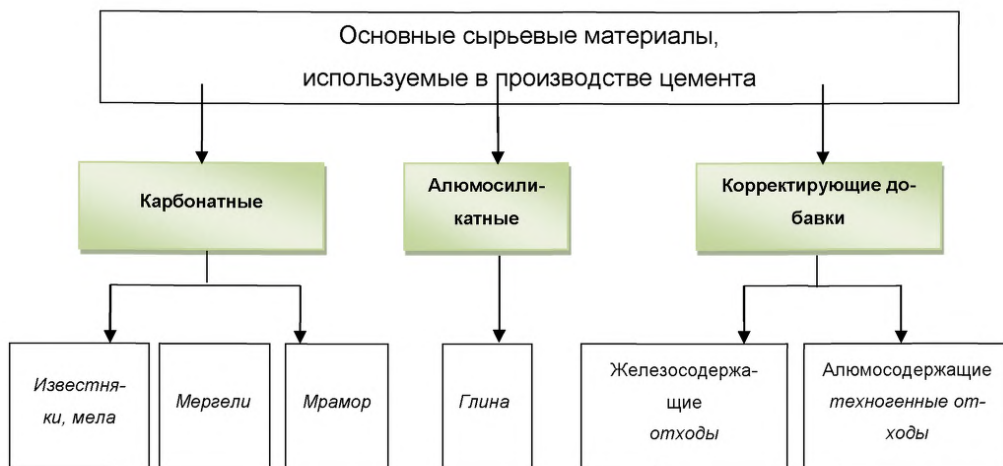 Основные сырьевые материалы,
используемые в производстве цемента
Карбонатные
Алюмосили-
катные
Корректирующие до-
бавки
Известня-
ки, мела
Мергели
Мрамор
Глина
Железосодержа-
щие
отходы
Алюмосодержащие
техногенные от-
ходы